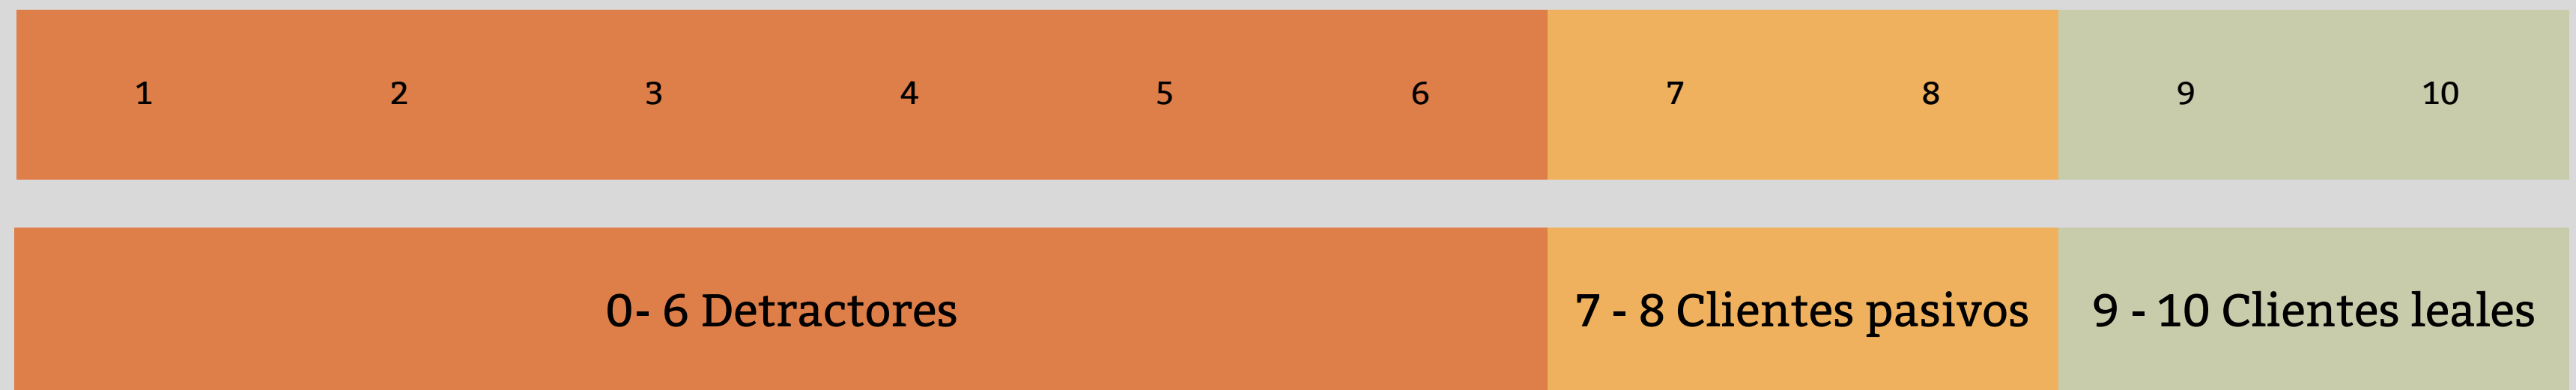 1 2 3 4 5 6 7 8 9 10
0- 6 Detractores 7 - 8 Clientes pasivos 9 - 10 Clientes leales